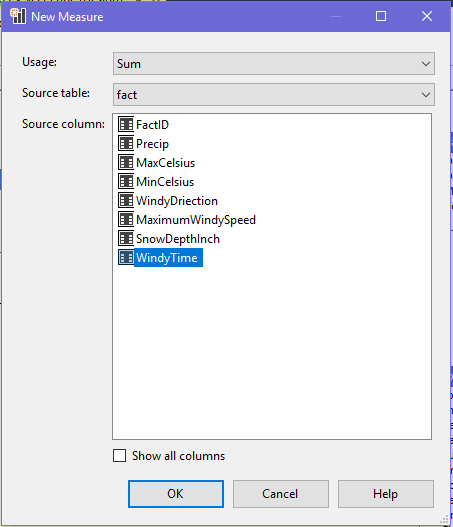 New Measure
Usage: Sum
Source table: fact
Source column: FactID
Precip
MaxCelsius
MinCelsius
WindyDriection
MaximumWindySpeed
SnowDepthInch
WindyTime
Show all columns
OK Cancel Help